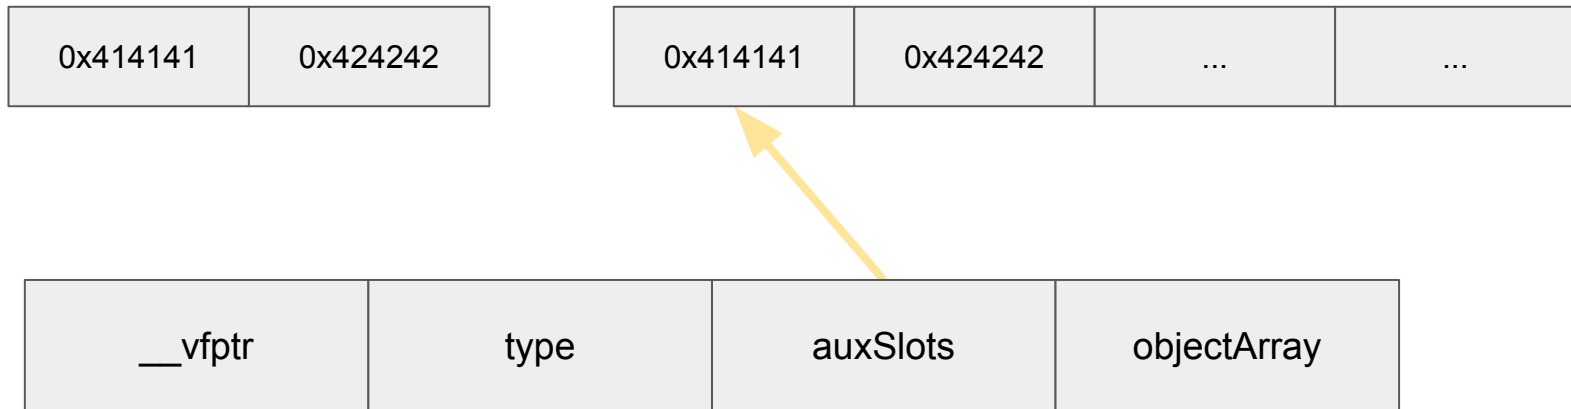 0x414141 0x424242 0x414141 0x424242 ... ...
__vfptr type auxSlots objectArray